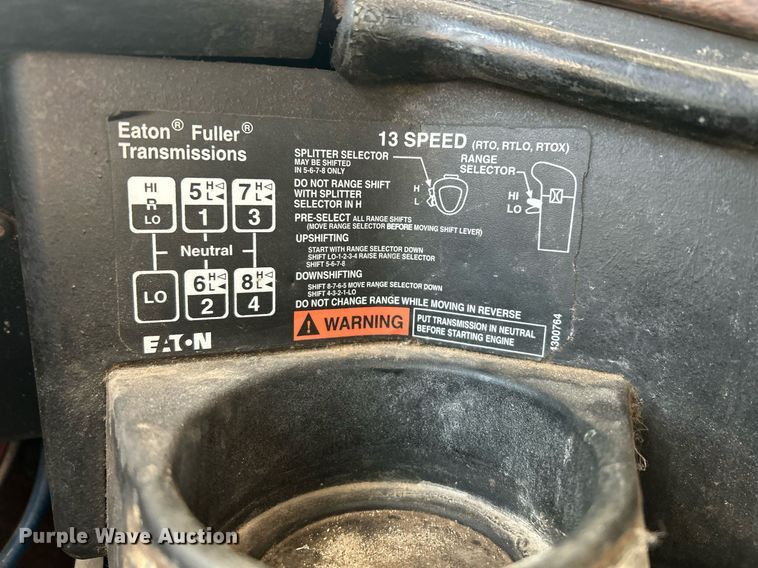 Eaton® Fuller®
Transmissions
13 SPEED (RTO, RTLO, RTOX)
SPLITTER SELECTOR
MAY BE SHIFTED
IN 5-6-7-8 ONLY
RANGE
SELECTOR
HI
R
LO
5 H L
1
7 H L
3
Neutral
LO
6 H L
2
8 H L
4
DO NOT RANGE SHIFT
WITH SPLITTER
SELECTOR IN H
H
L
HI
LO
PRE-SELECT ALL RANGE SHIFTS
(MOVE RANGE SELECTOR BEFORE MOVING SHIFT LEVER)
UPSHIFTING
START WITH RANGE SELECTOR DOWN
SHIFT LO-1-2-3-4 RAISE RANGE SELECTOR
SHIFT 5-6-7-8
DOWNSHIFTING
SHIFT 8-7-6-5 MOVE RANGE SELECTOR DOWN
SHIFT 4-3-2-1-LO
DO NOT CHANGE RANGE WHILE MOVING IN REVERSE
WARNING
PUT TRANSMISSION IN NEUTRAL
BEFORE STARTING ENGINE
EATON
4300764
Purple Wave Auction